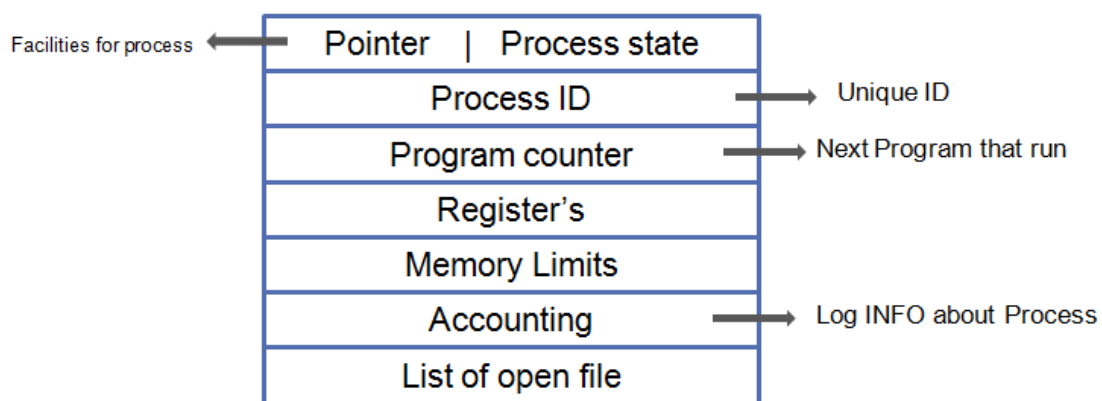 Facilities for process
Pointer | Process state
Process ID
Unique ID
Program counter
Next Program that run
Register's
Memory Limits
Accounting
Log INFO about Process
List of open file